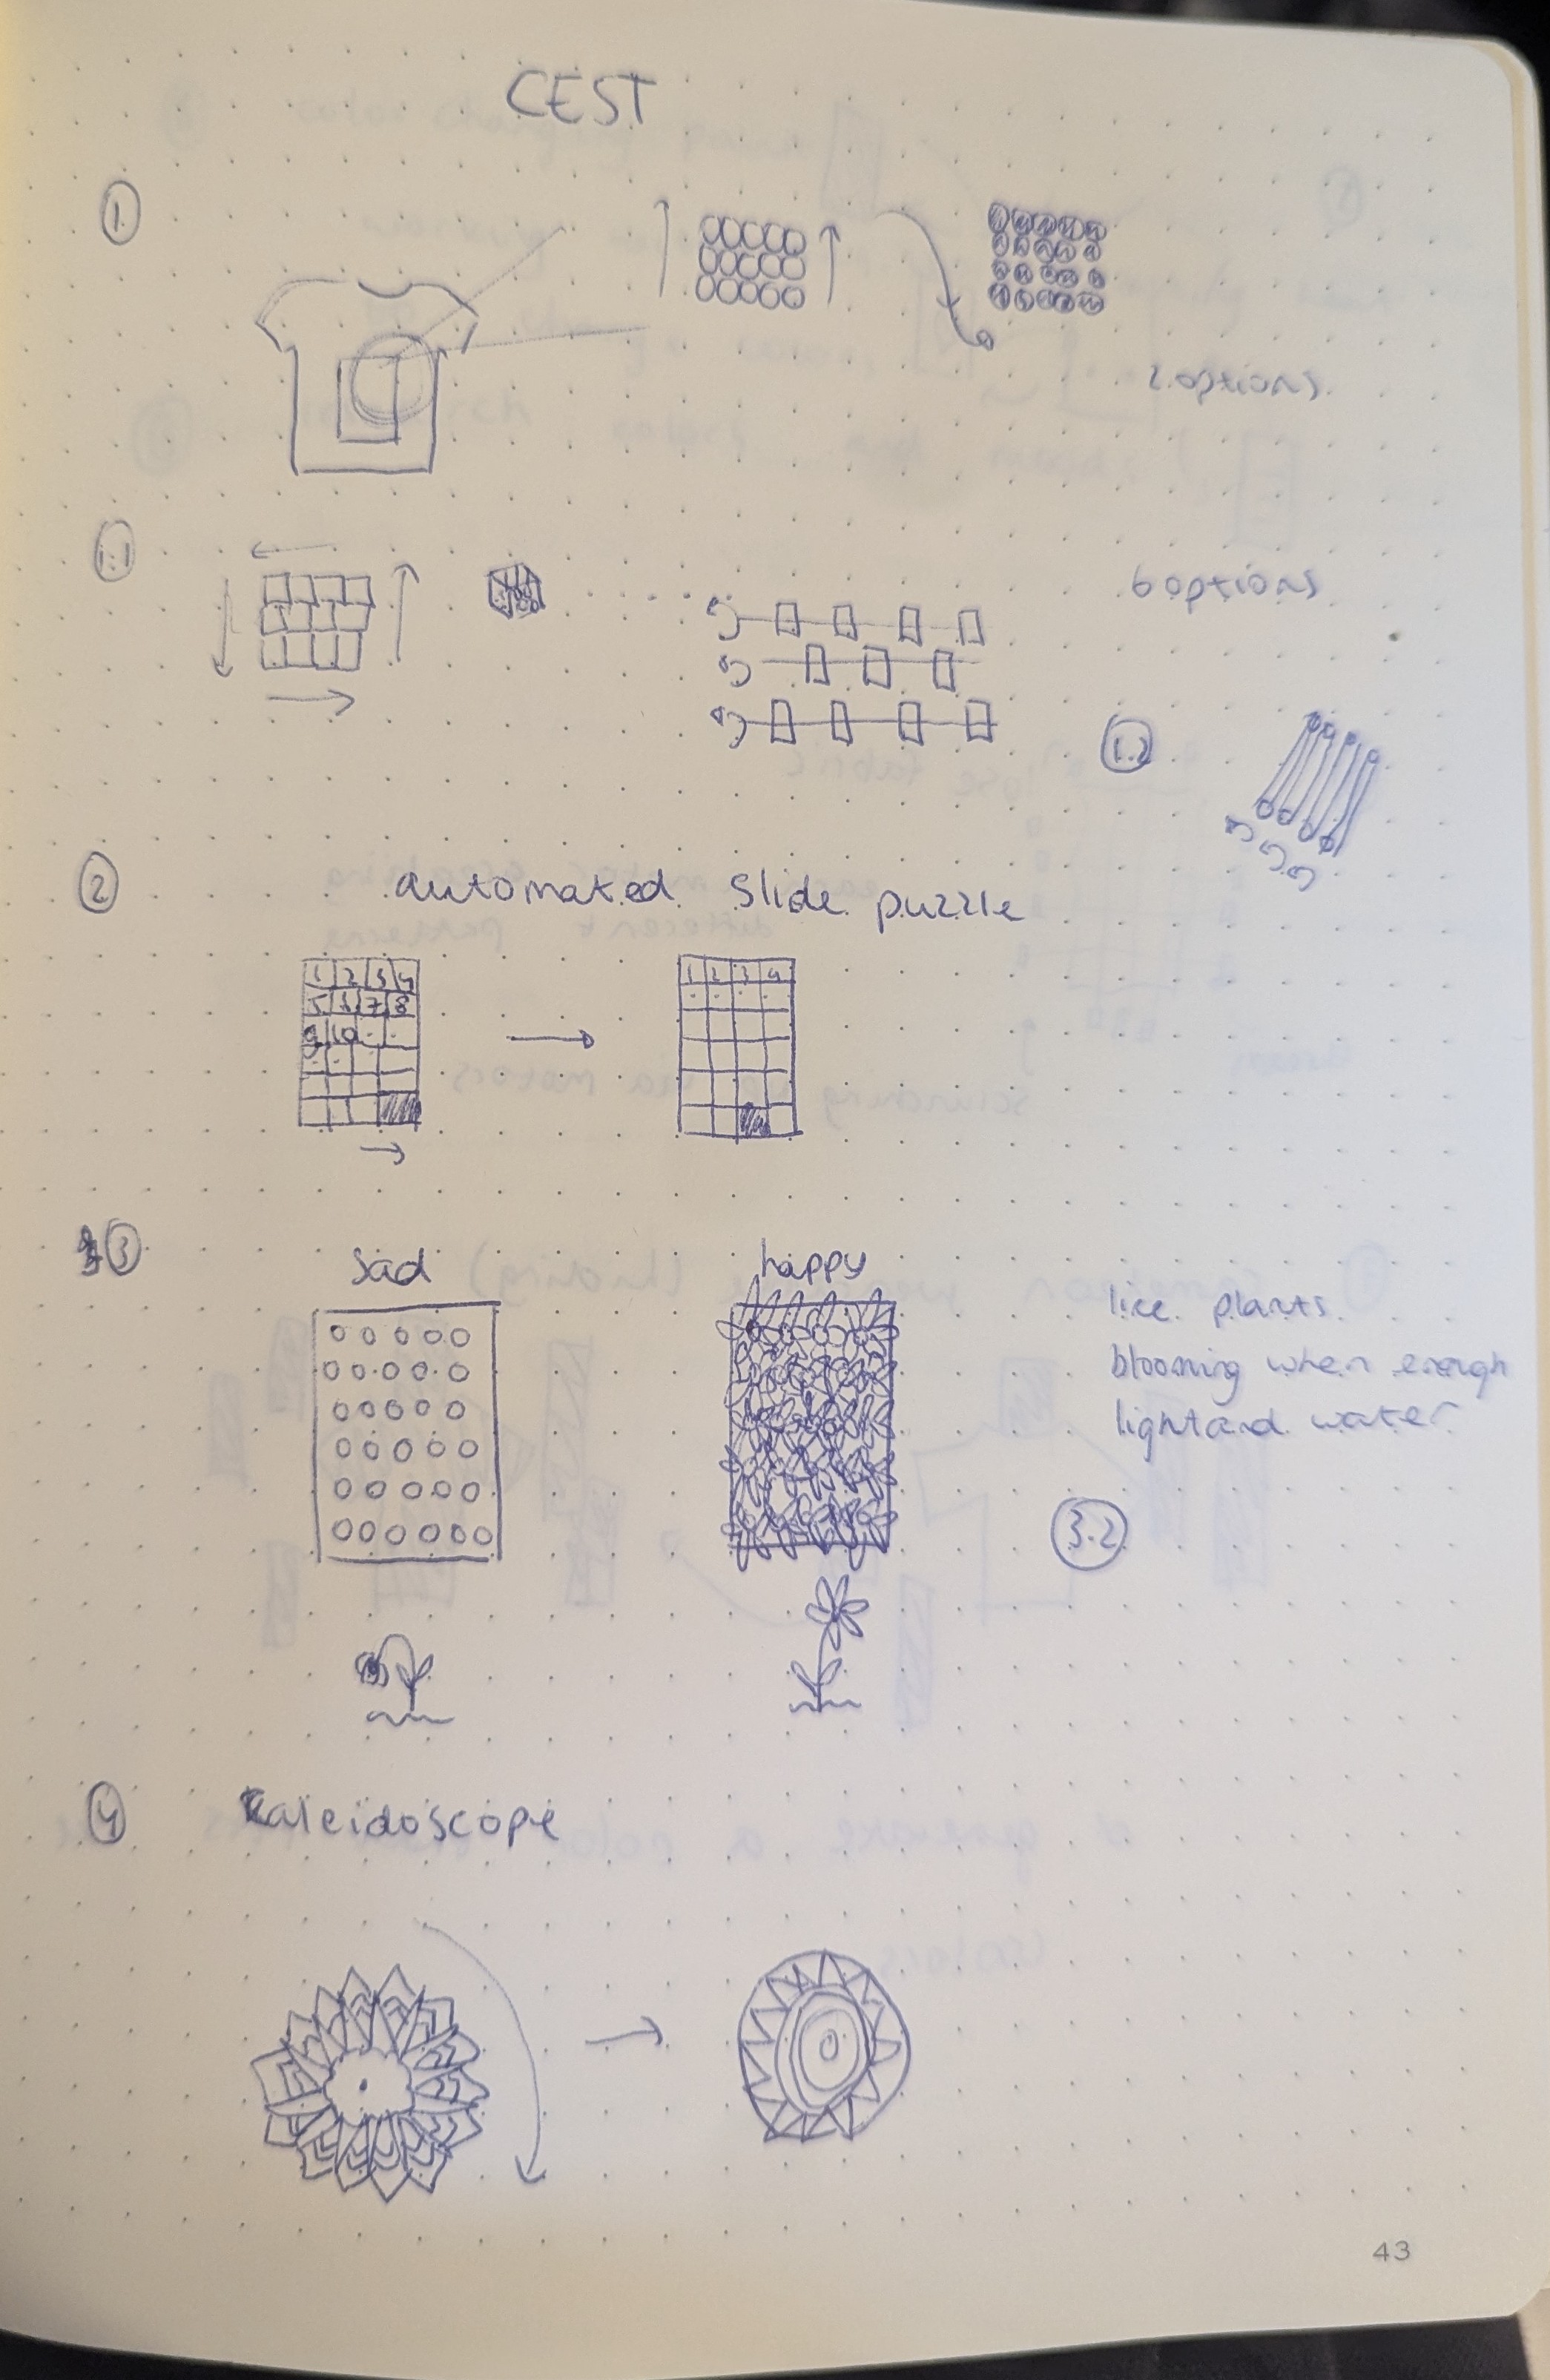 CEST
1
2 options
1.1
6 options
1.2
2
automated slide puzzle
1 2 3 4
5 6 7 8
9 10
1 2 3 4
3
sad
happy
like plants
blooming when enough
light and water
3.2
4
Kaleidoscope
43